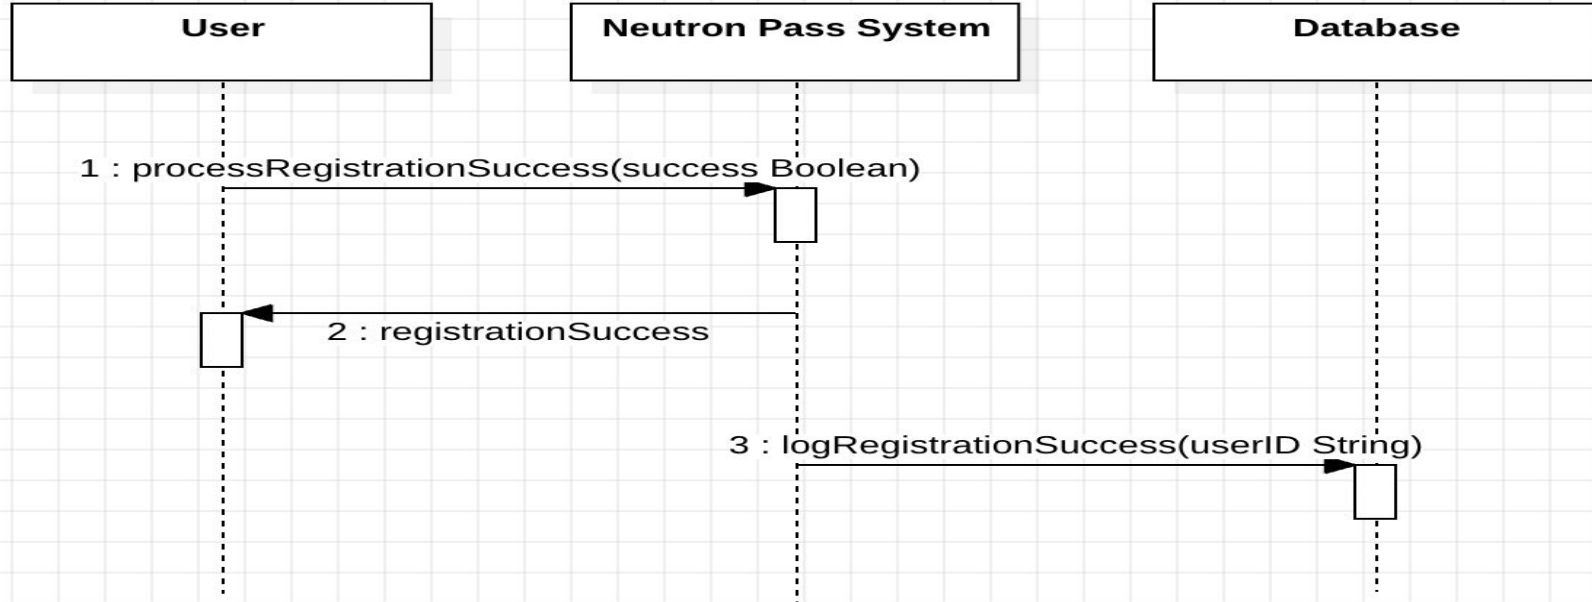 User
Neutron Pass System
Database
1 : processRegistrationSuccess(success Boolean)
2 : registrationSuccess
3 : logRegistrationSuccess(userID String)